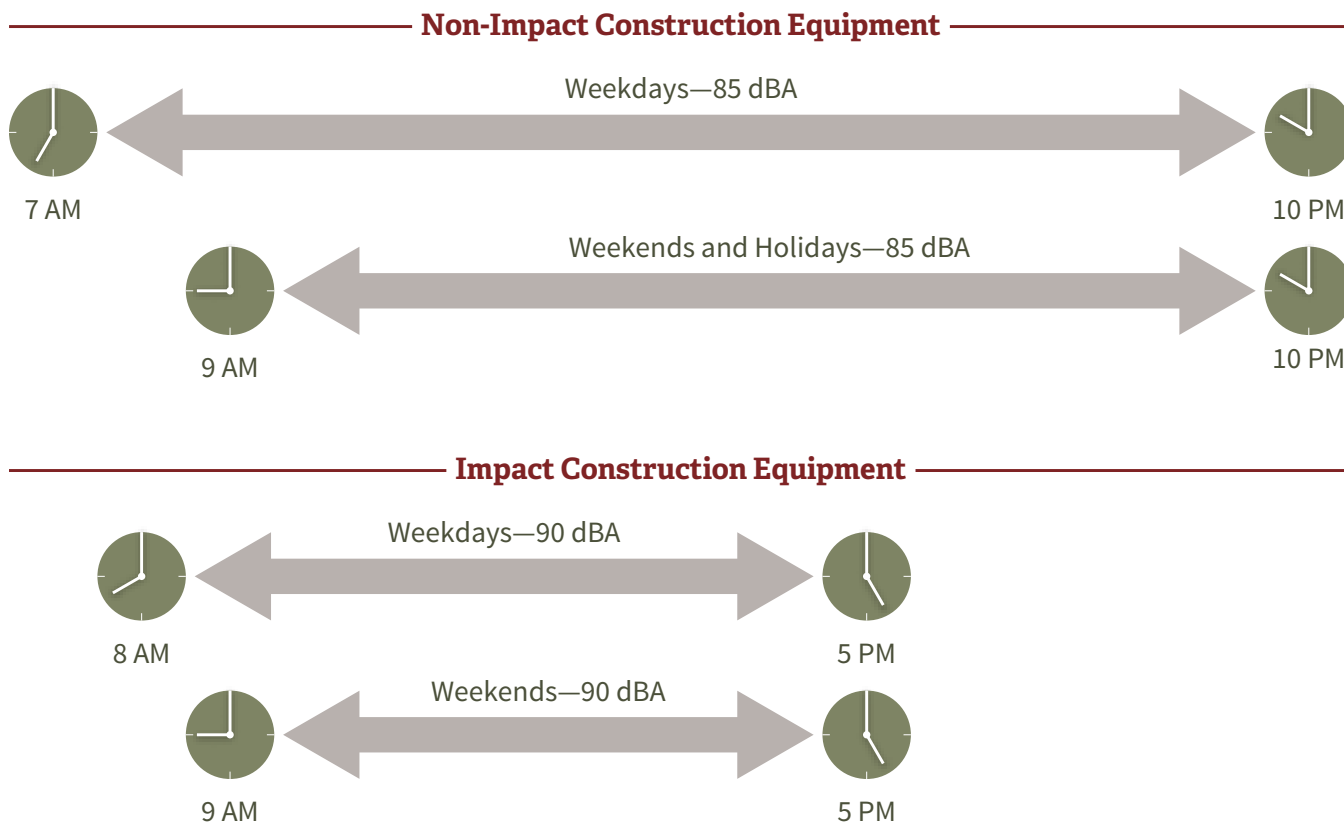 Non-Impact Construction Equipment
Weekdays—85 dBA
7 AM
10 PM
Weekends and Holidays—85 dBA
9 AM
10 PM
Impact Construction Equipment
Weekdays—90 dBA
8 AM
5 PM
Weekends—90 dBA
9 AM
5 PM